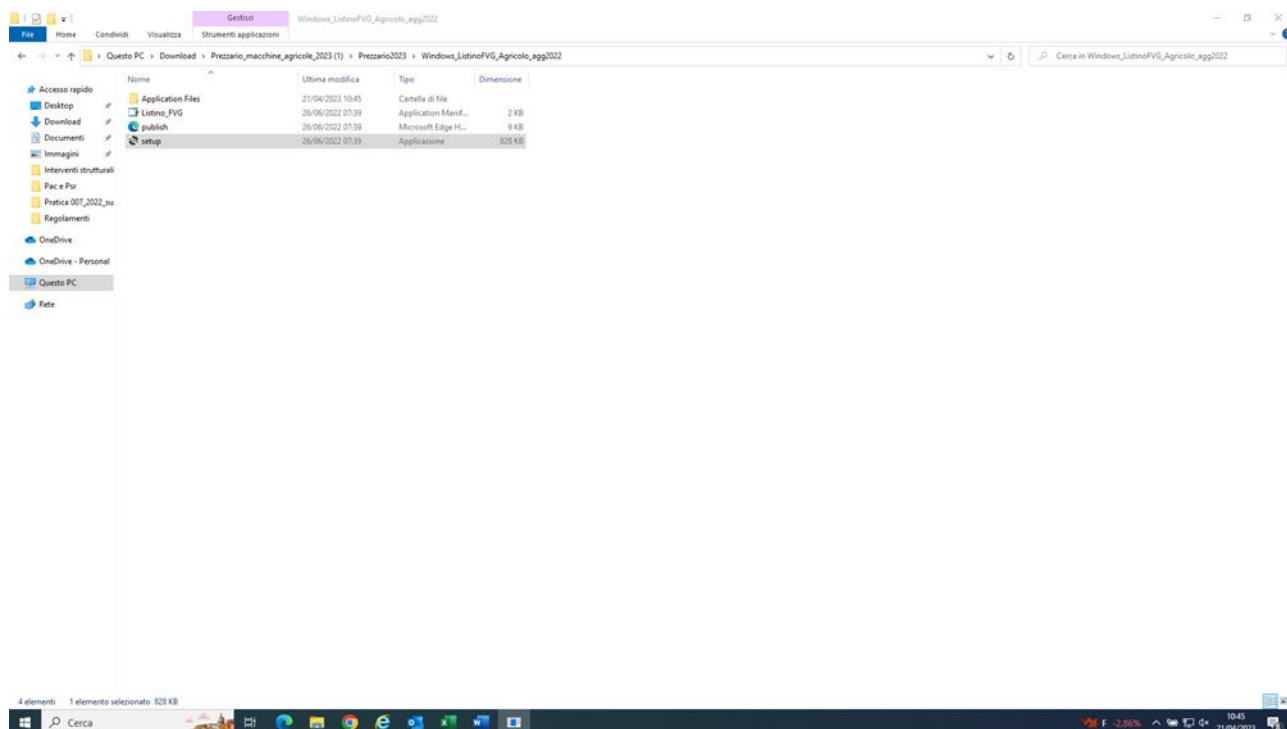 Gestisci Windows_ListinoFVG_Agricolo_agg2022
File Home Condividi Visualizza Strumenti applicazioni
Questo PC > Download > Prezzario_macchine_agricole_2023 (1) > Prezzario2023 > Windows_ListinoFVG_Agricolo_agg2022 Cerca in Windows_ListinoFVG_Agricolo_agg2022
Nome Ultima modifica Tipo Dimensione
Accesso rapido
Desktop
Download
Documenti
Immagini
Interventi strutturali
Pac e Psr
Pratica 007_2022_su
Regolamenti
OneDrive
OneDrive - Personal
Questo PC
Rete
Application Files 21/04/2023 10:45 Cartella di file
Listino_FVG 26/06/2022 07:39 Application Manif... 2 KB
publish 26/06/2022 07:39 Microsoft Edge H... 9 KB
setup 26/06/2022 07:39 Applicazione 828 KB
4 elementi 1 elemento selezionato 828 KB
Cerca
F -2,86% 10:45
21/04/2023